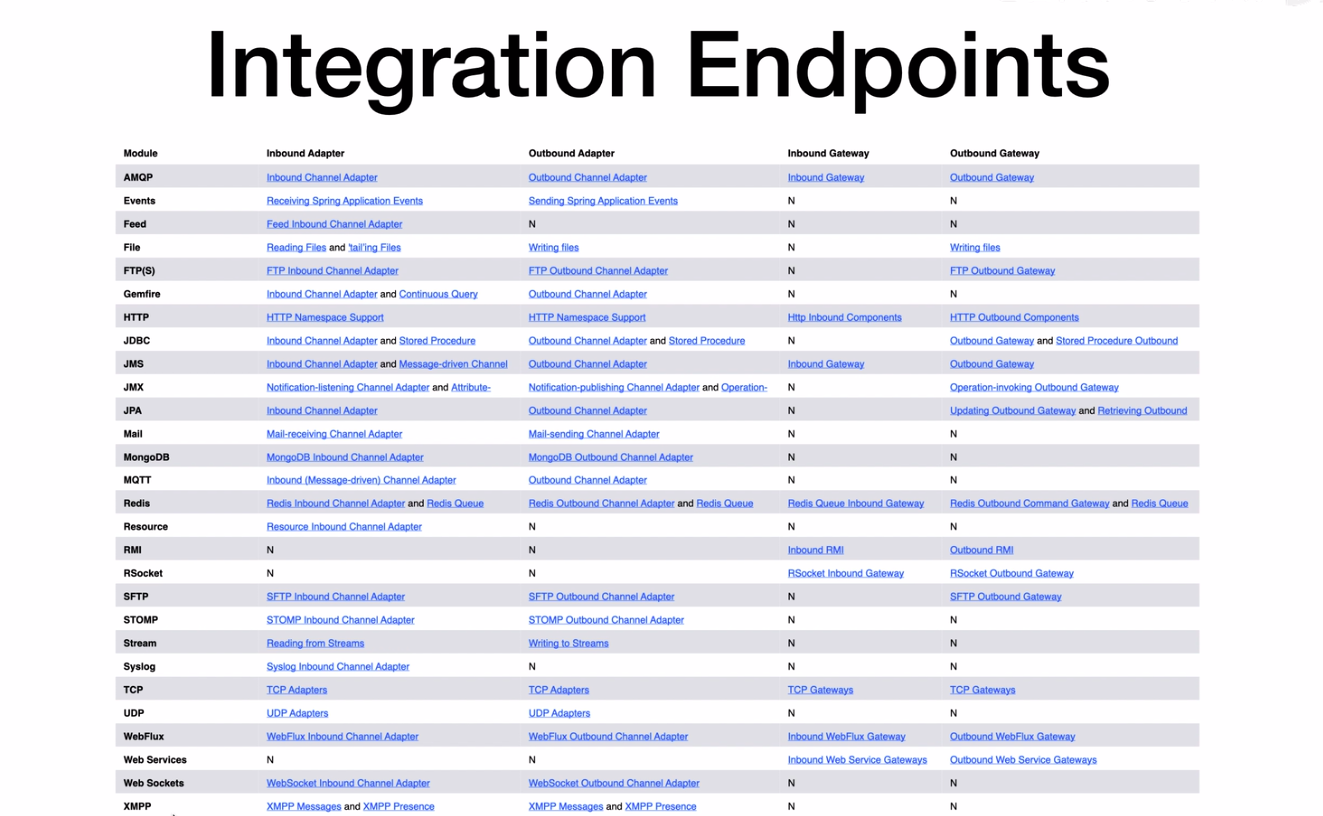 Integration Endpoints
Module Inbound Adapter Outbound Adapter Inbound Gateway Outbound Gateway
AMQP Inbound Channel Adapter Outbound Channel Adapter Inbound Gateway Outbound Gateway
Events Receiving Spring Application Events Sending Spring Application Events N N
Feed Feed Inbound Channel Adapter N N N
File Reading Files and 'tail'ing Files Writing files N Writing files
FTP(S) FTP Inbound Channel Adapter FTP Outbound Channel Adapter N FTP Outbound Gateway
Gemfire Inbound Channel Adapter and Continuous Query Outbound Channel Adapter N N
HTTP HTTP Namespace Support HTTP Namespace Support Http Inbound Components HTTP Outbound Components
JDBC Inbound Channel Adapter and Stored Procedure Outbound Channel Adapter and Stored Procedure N Outbound Gateway and Stored Procedure Outbound
JMS Inbound Channel Adapter and Message-driven Channel Outbound Channel Adapter Inbound Gateway Outbound Gateway
JMX Notification-listening Channel Adapter and Attribute- Notification-publishing Channel Adapter and Operation- N Operation-invoking Outbound Gateway
JPA Inbound Channel Adapter Outbound Channel Adapter N Updating Outbound Gateway and Retrieving Outbound
Mail Mail-receiving Channel Adapter Mail-sending Channel Adapter N N
MongoDB MongoDB Inbound Channel Adapter MongoDB Outbound Channel Adapter N N
MQTT Inbound (Message-driven) Channel Adapter Outbound Channel Adapter N N
Redis Redis Inbound Channel Adapter and Redis Queue Redis Outbound Channel Adapter and Redis Queue Redis Queue Inbound Gateway Redis Outbound Command Gateway and Redis Queue
Resource Resource Inbound Channel Adapter N N N
RMI N N Inbound RMI Outbound RMI
RSocket N N RSocket Inbound Gateway RSocket Outbound Gateway
SFTP SFTP Inbound Channel Adapter SFTP Outbound Channel Adapter N SFTP Outbound Gateway
STOMP STOMP Inbound Channel Adapter STOMP Outbound Channel Adapter N N
Stream Reading from Streams Writing to Streams N N
Syslog Syslog Inbound Channel Adapter N N N
TCP TCP Adapters TCP Adapters TCP Gateways TCP Gateways
UDP UDP Adapters UDP Adapters N N
WebFlux WebFlux Inbound Channel Adapter WebFlux Outbound Channel Adapter Inbound WebFlux Gateway Outbound WebFlux Gateway
Web Services N N Inbound Web Service Gateways Outbound Web Service Gateways
Web Sockets WebSocket Inbound Channel Adapter WebSocket Outbound Channel Adapter N N
XMPP XMPP Messages and XMPP Presence XMPP Messages and XMPP Presence N N